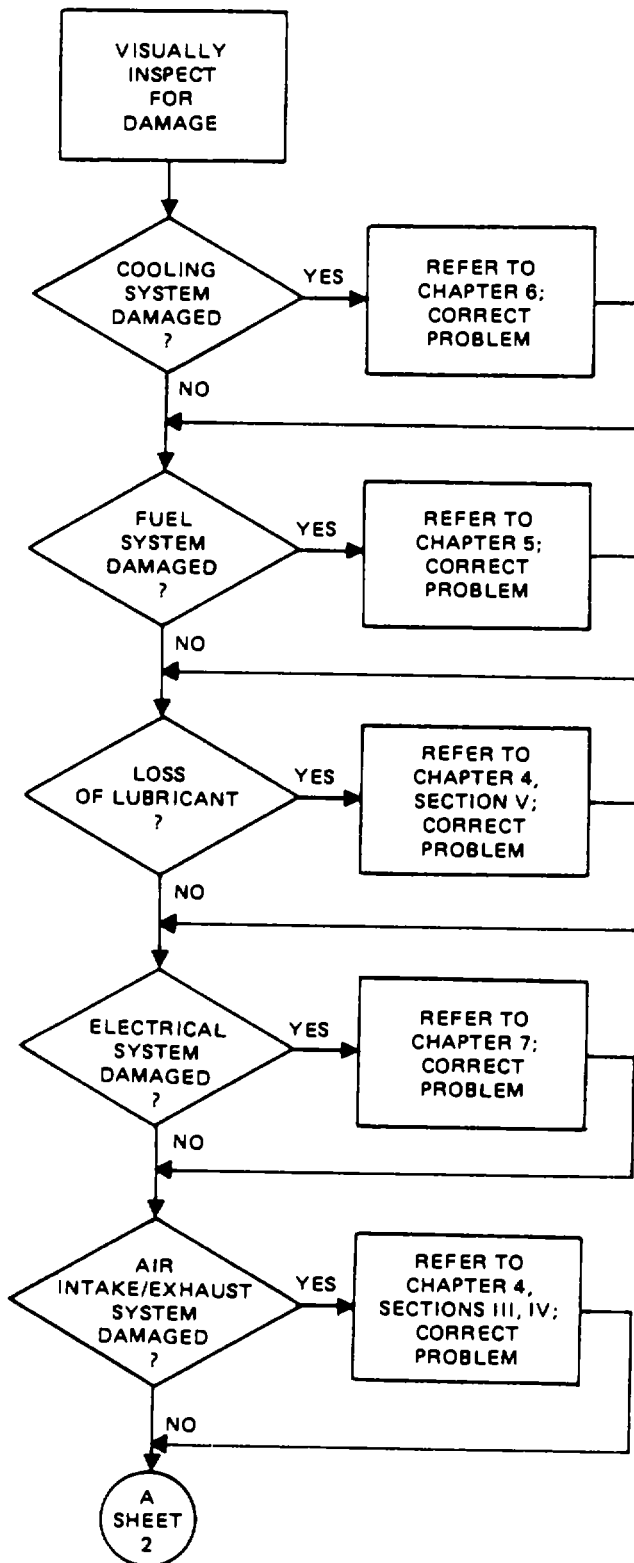 VISUALLY
INSPECT
FOR
DAMAGE
COOLING
SYSTEM
DAMAGED
?
YES
REFER TO
CHAPTER 6;
CORRECT
PROBLEM
NO
FUEL
SYSTEM
DAMAGED
?
YES
REFER TO
CHAPTER 5;
CORRECT
PROBLEM
NO
LOSS
OF LUBRICANT
?
YES
REFER TO
CHAPTER 4,
SECTION V;
CORRECT
PROBLEM
NO
ELECTRICAL
SYSTEM
DAMAGED
?
YES
REFER TO
CHAPTER 7;
CORRECT
PROBLEM
NO
AIR
INTAKE/EXHAUST
SYSTEM
DAMAGED
?
YES
REFER TO
CHAPTER 4,
SECTIONS III, IV;
CORRECT
PROBLEM
NO
A
SHEET
2